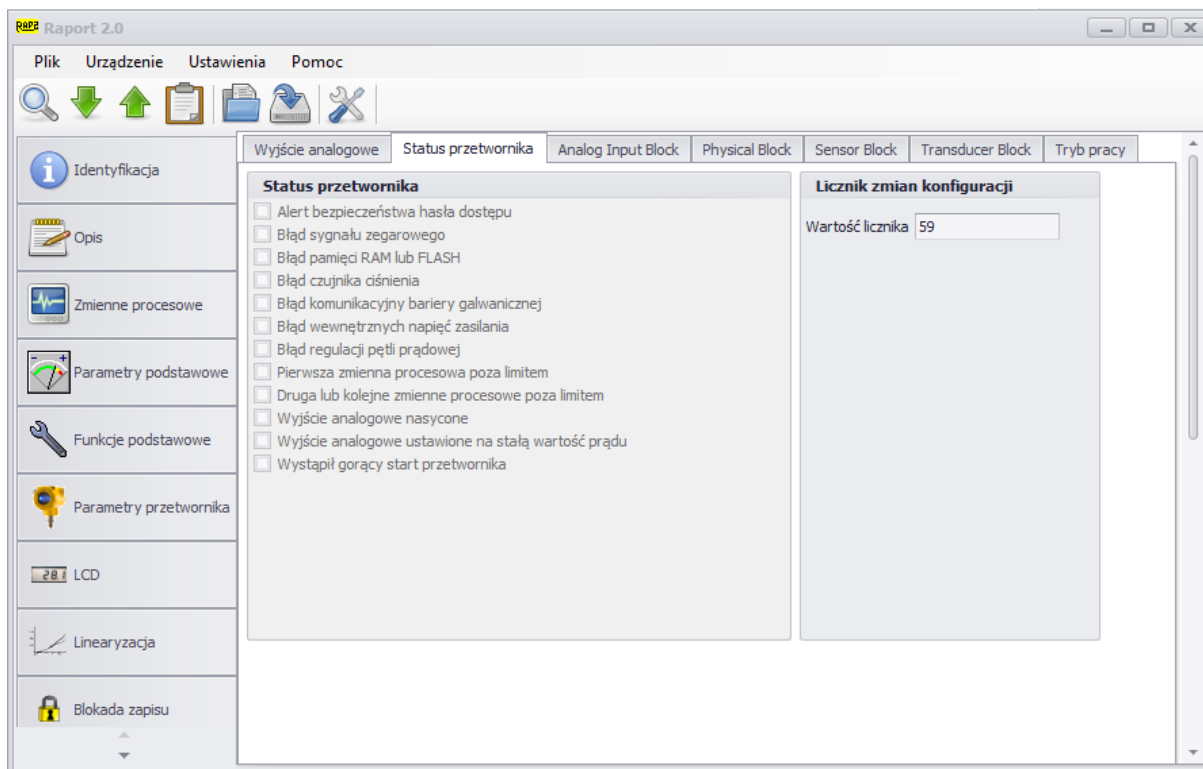 RAP2 Raport 2.0
Plik Urządzenie Ustawienia Pomoc
Identyfikacja
Opis
Zmienne procesowe
Parametry podstawowe
Funkcje podstawowe
Parametry przetwornika
28.1 LCD
Linearyzacja
Blokada zapisu
Wyjście analogowe Status przetwornika Analog Input Block Physical Block Sensor Block Transducer Block Tryb pracy
Status przetwornika
Alert bezpieczeństwa hasła dostępu
Błąd sygnału zegarowego
Błąd pamięci RAM lub FLASH
Błąd czujnika ciśnienia
Błąd komunikacyjny bariery galwanicznej
Błąd wewnętrznych napięć zasilania
Błąd regulacji pętli prądowej
Pierwsza zmienna procesowa poza limitem
Druga lub kolejne zmienne procesowe poza limitem
Wyjście analogowe nasycone
Wyjście analogowe ustawione na stałą wartość prądu
Wystąpił gorący start przetwornika
Licznik zmian konfiguracji
Wartość licznika 59